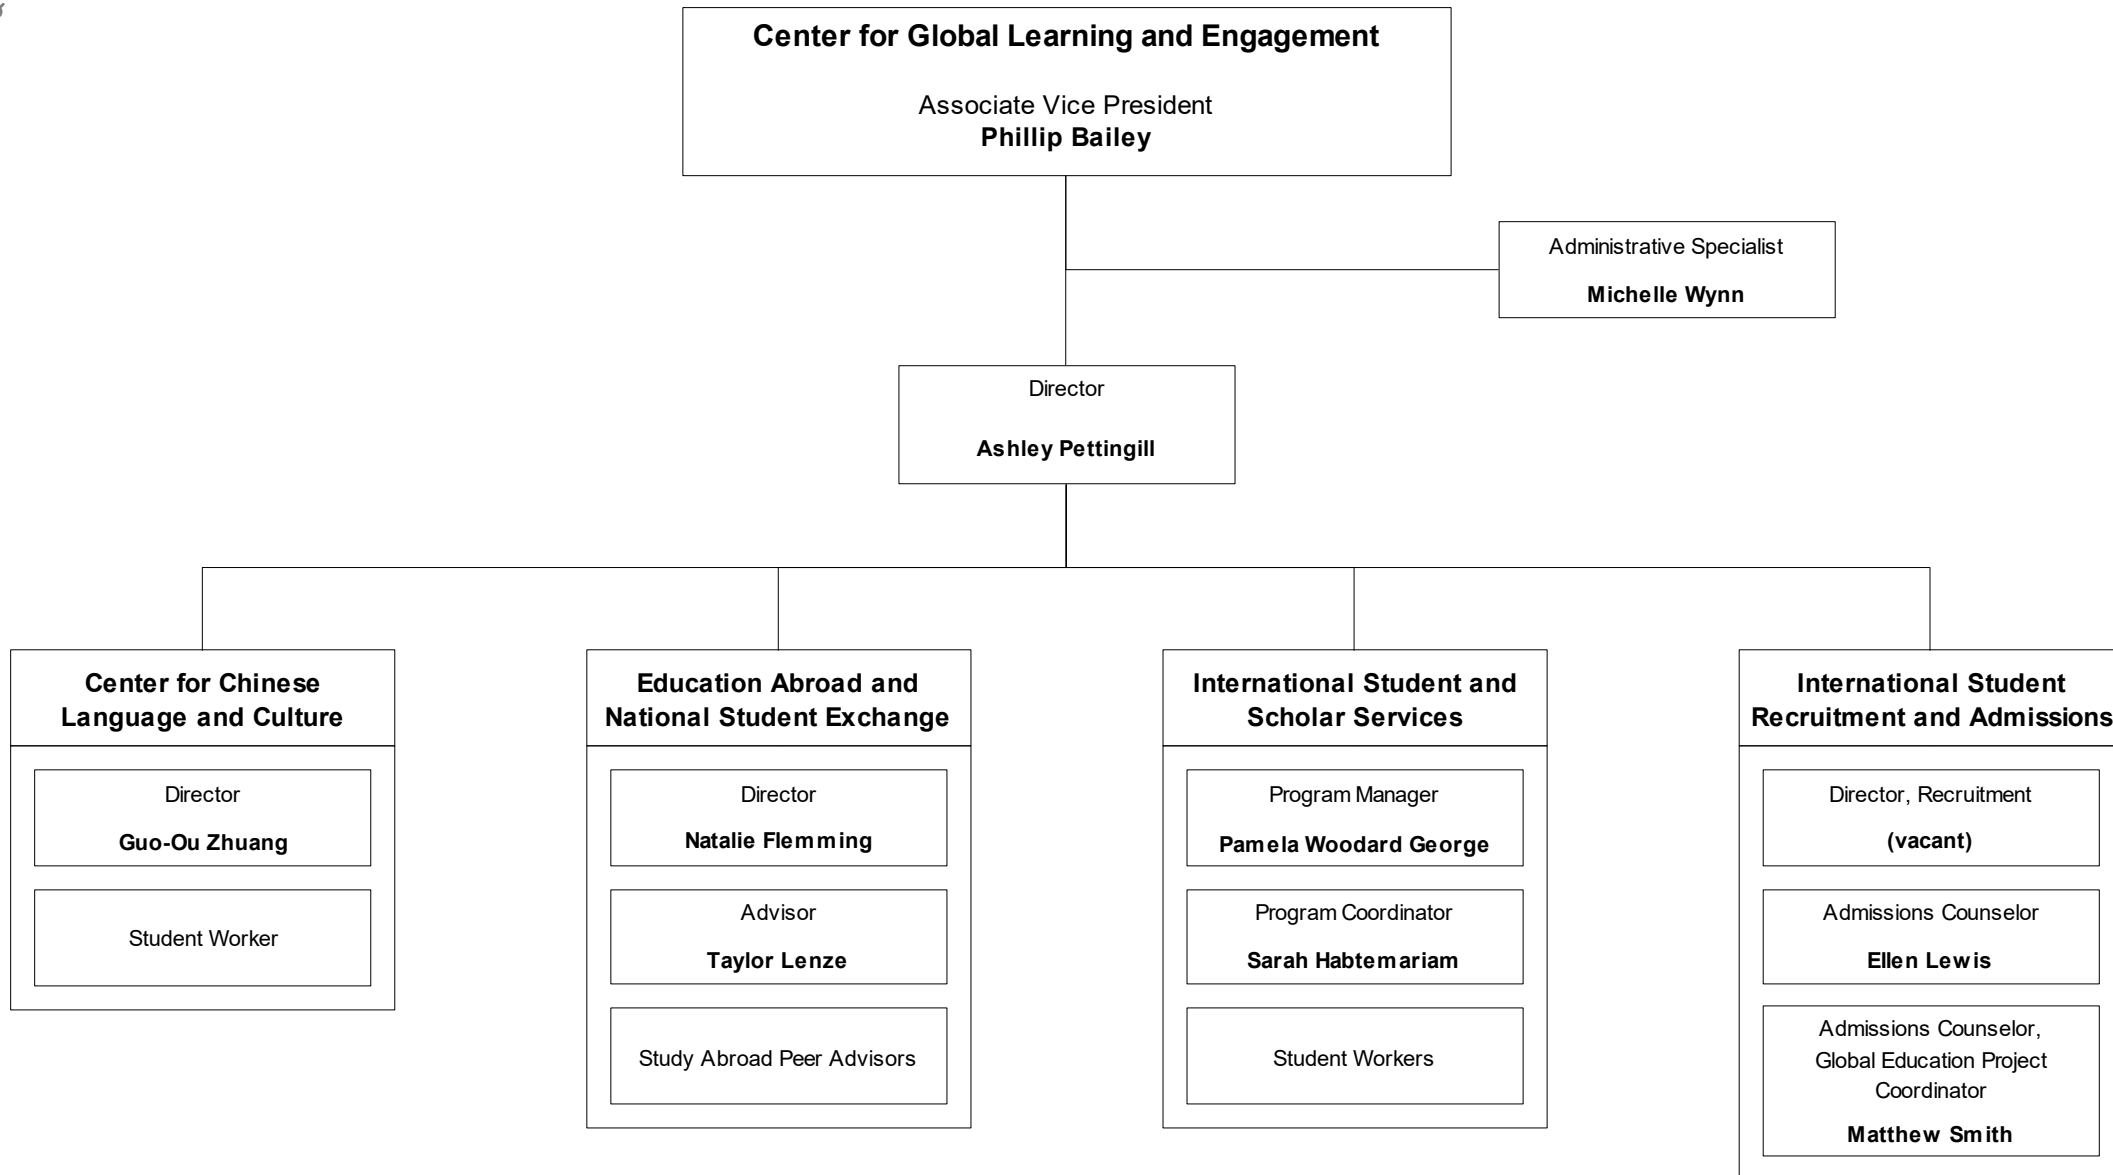 Center for Global Learning and Engagement
Associate Vice President
Phillip Bailey
Administrative Specialist
Michelle Wynn
Director
Ashley Pettingill
Center for Chinese
Language and Culture
Director
Guo-Ou Zhuang
Student Worker
Education Abroad and
National Student Exchange
Director
Natalie Flemming
Advisor
Taylor Lenze
Study Abroad Peer Advisors
International Student and
Scholar Services
Program Manager
Pamela Woodard George
Program Coordinator
Sarah Habtemariam
Student Workers
International Student
Recruitment and Admissions
Director, Recruitment
(vacant)
Admissions Counselor
Ellen Lewis
Admissions Counselor,
Global Education Project
Coordinator
Matthew Smith